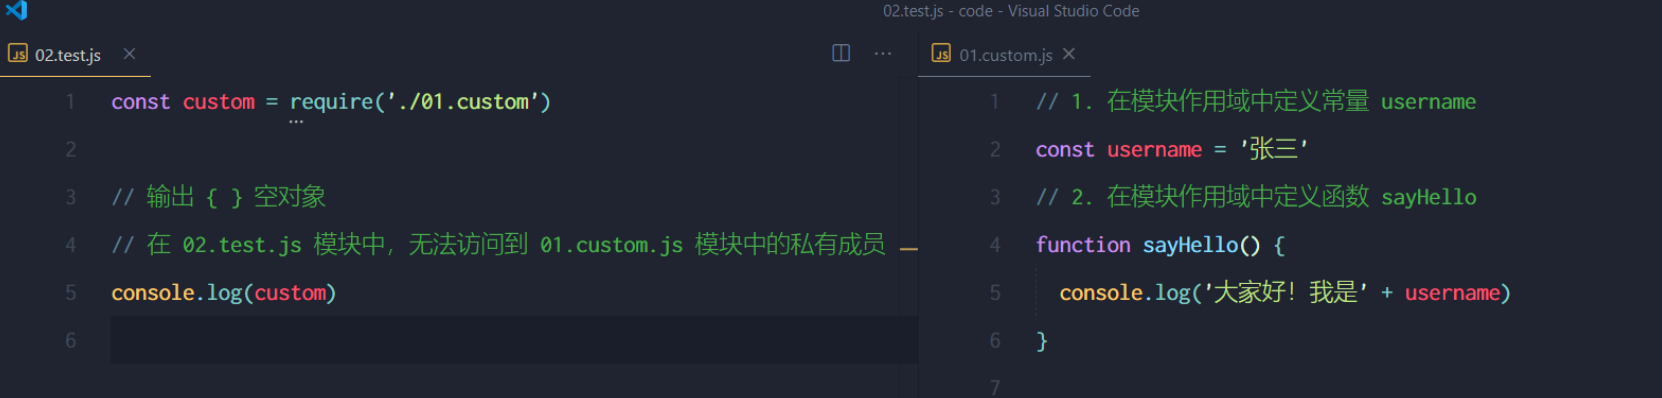 02.test.js - code - Visual Studio Code
JS 02.test.js
1 const custom = require('./01.custom')
2
3 // 输出 { } 空对象
4 // 在 02.test.js 模块中，无法访问到 01.custom.js 模块中的私有成员
5 console.log(custom)
6
JS 01.custom.js
1 // 1. 在模块作用域中定义常量 username
2 const username = '张三'
3 // 2. 在模块作用域中定义函数 sayHello
4 function sayHello() {
5 console.log('大家好！我是' + username)
6 }
7